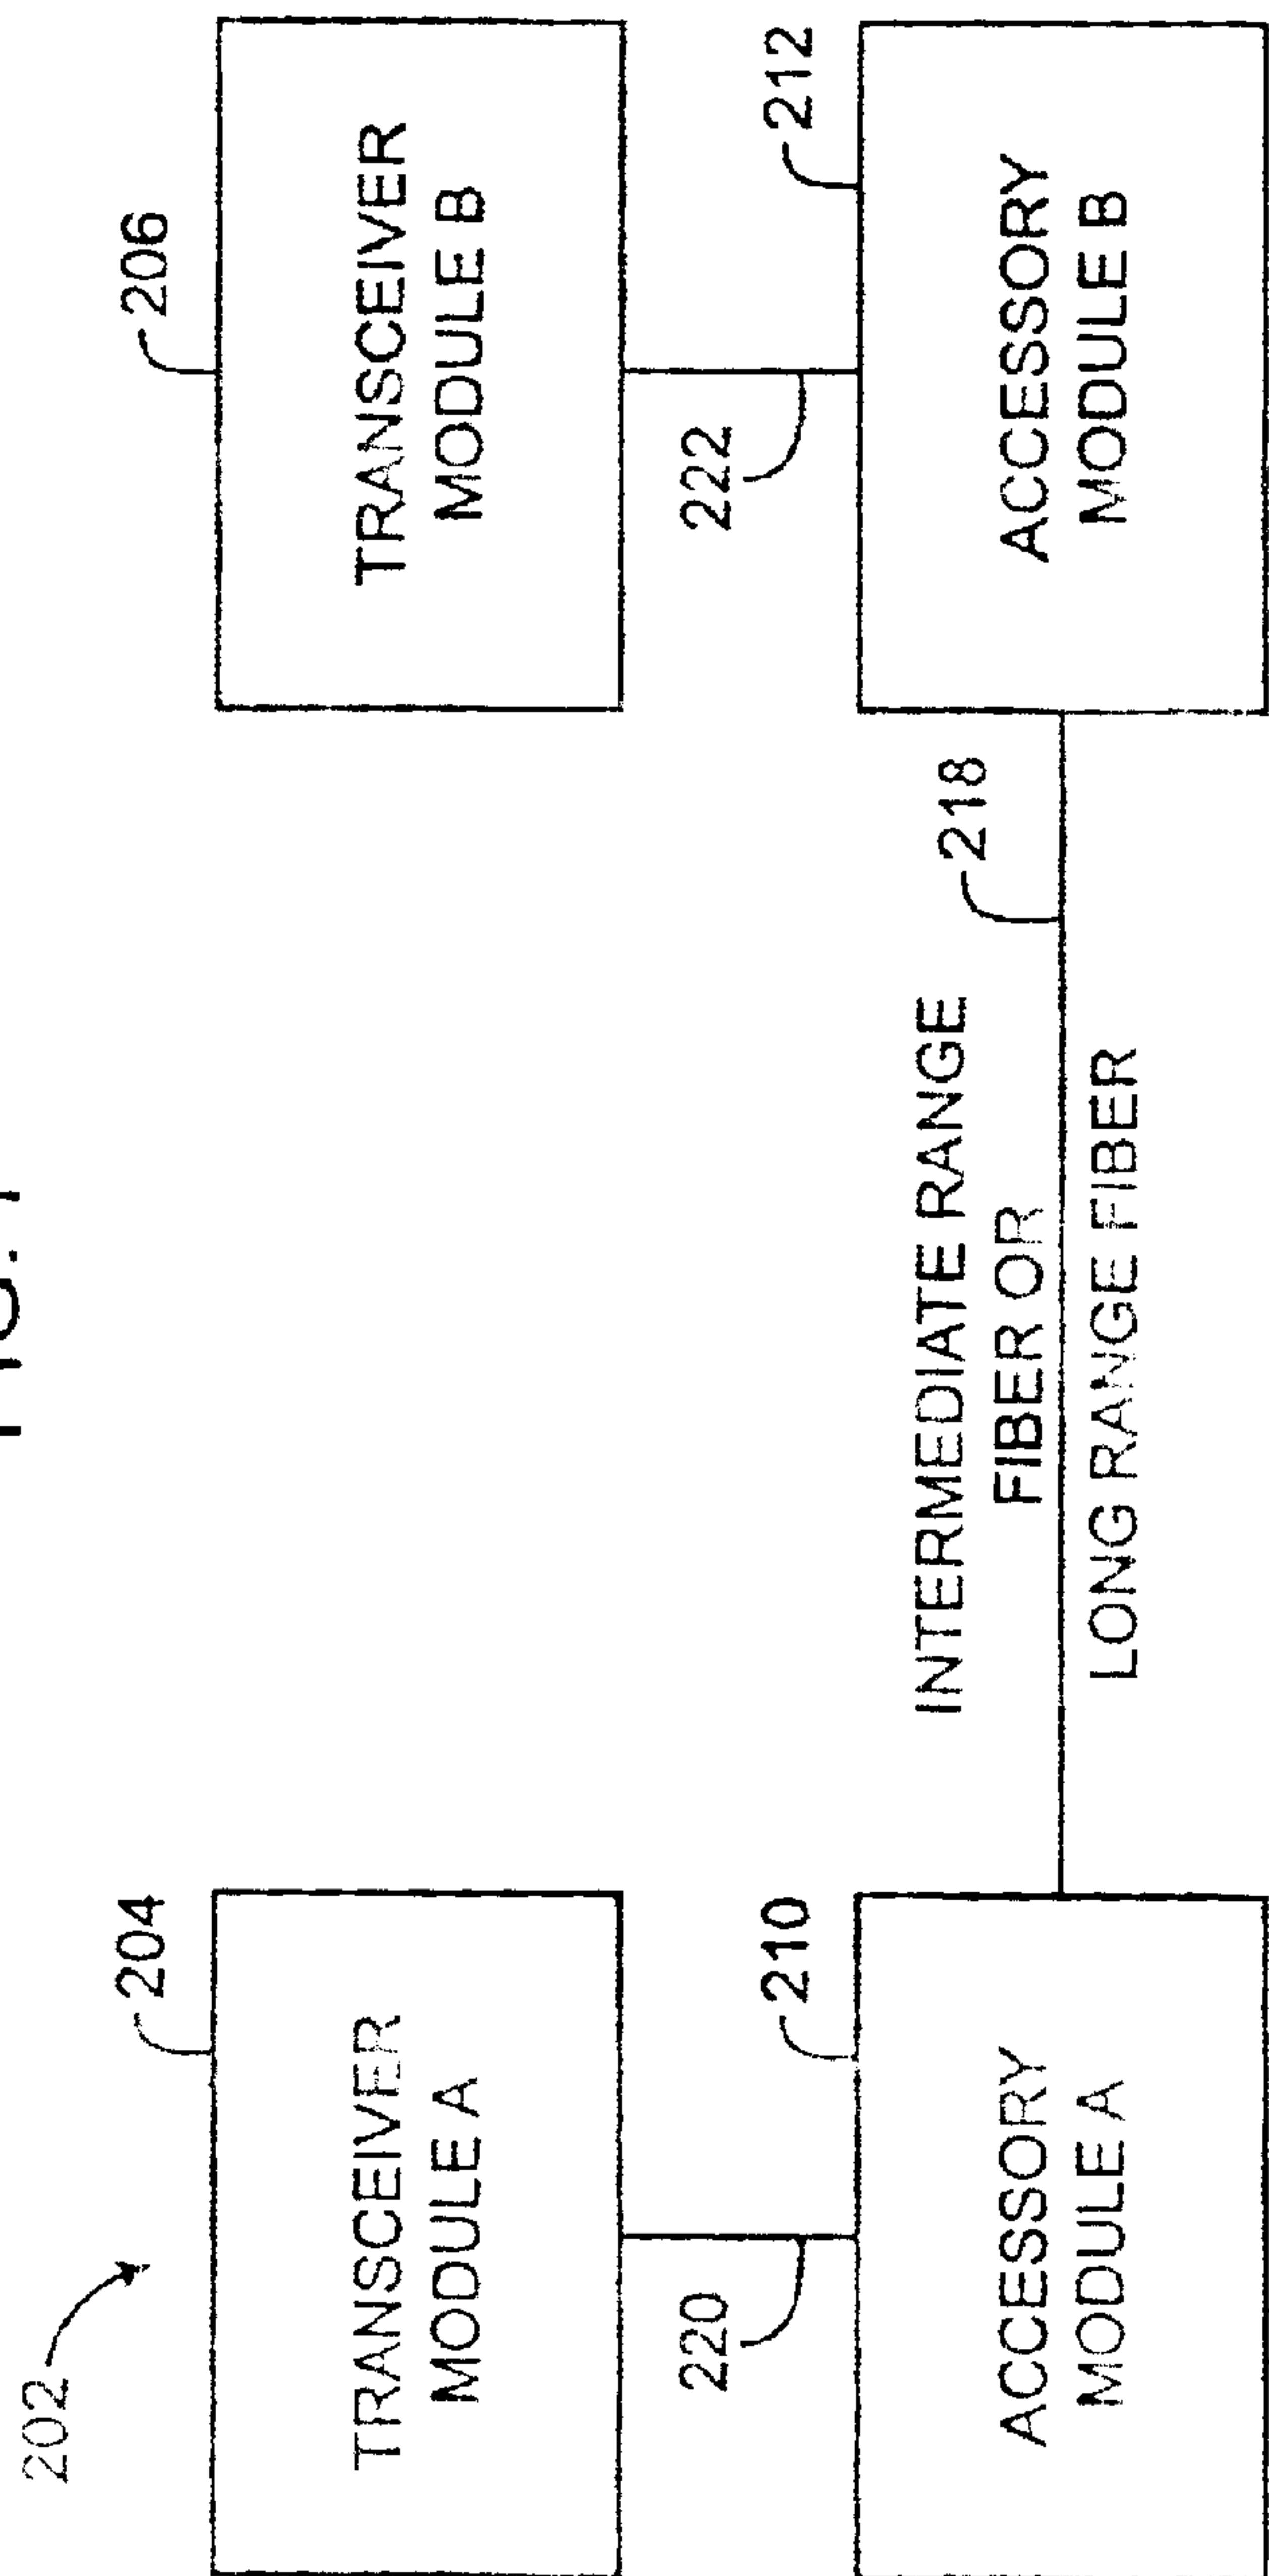 FIG.
202
204
206
TRANSCEIVER
MODULE A
TRANSCEIVER
MODULE B
220
222
210
212
INTERMEDIATE RANGE
FIBER OR
218
LONG RANGE FIBER
ACCESSORY
MODULE A
ACCESSORY
MODULE B